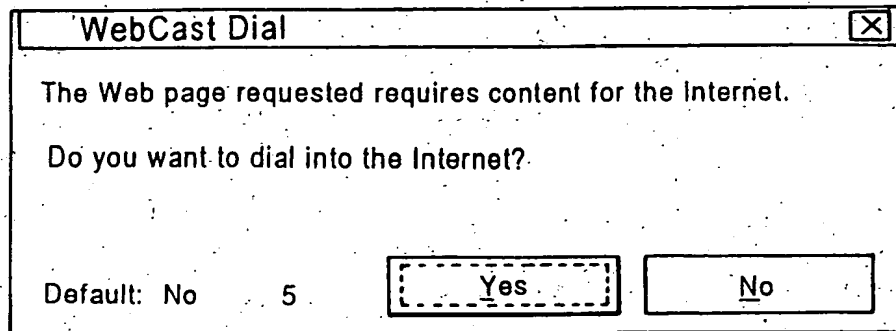 WebCast Dial
The Web page requested requires content for the Internet.
Do you want to dial into the Internet?
Default: No 5 Yes No